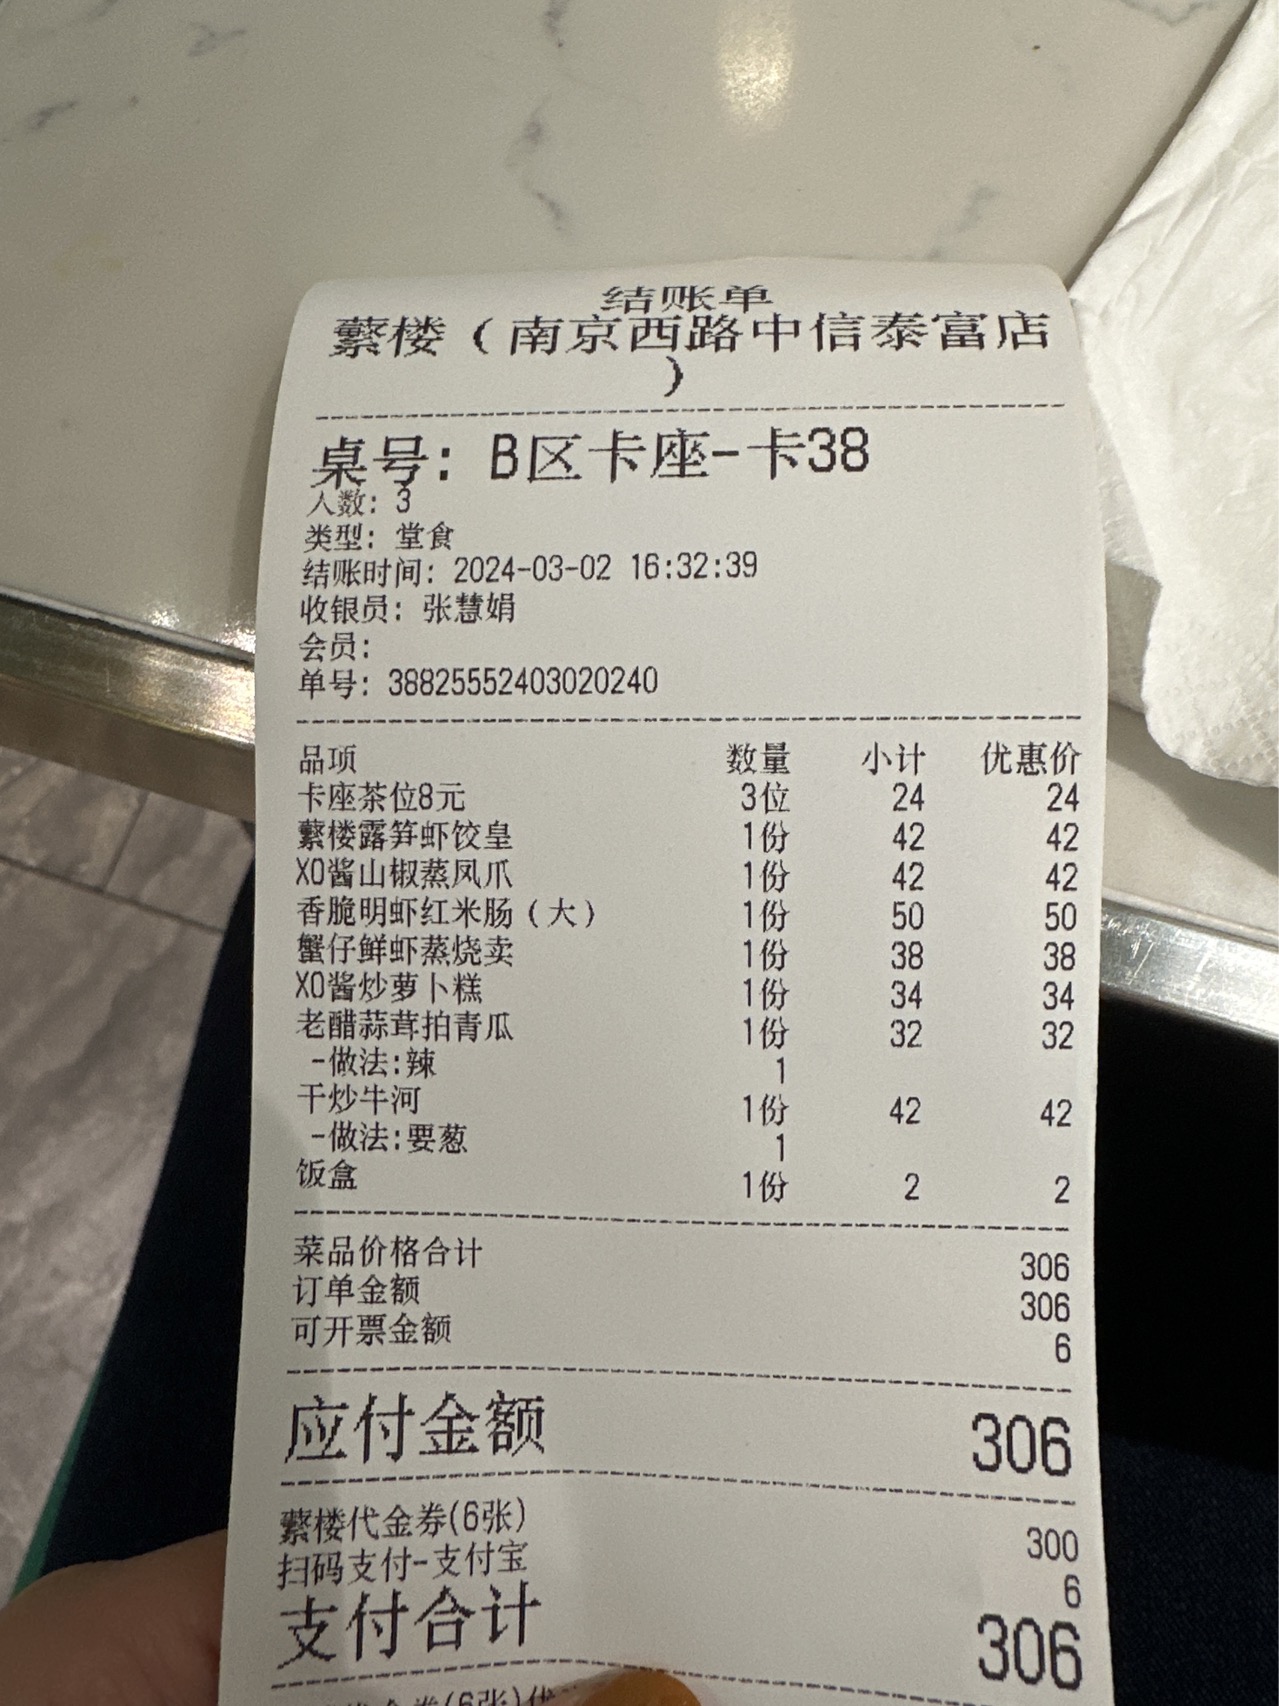 结账单
蘩楼（南京西路中信泰富店
）
桌号: B区卡座-卡38
人数: 3
类型: 堂食
结账时间: 2024-03-02 16:32:39
收银员: 张慧娟
会员:
单号: 38825552403020240
品项 数量 小计 优惠价
卡座茶位8元 3位 24 24
蘩楼露笋虾饺皇 1份 42 42
XO酱山椒蒸凤爪 1份 42 42
香脆明虾红米肠（大） 1份 50 50
蟹仔鲜虾蒸烧卖 1份 38 38
XO酱炒萝卜糕 1份 34 34
老醋蒜茸拍青瓜 1份 32 32
-做法:辣 1
干炒牛河 1份 42 42
-做法:要葱 1
饭盒 1份 2 2
菜品价格合计 306
订单金额 306
可开票金额 6
应付金额 306
蘩楼代金券(6张) 300
扫码支付-支付宝 6
支付合计 306